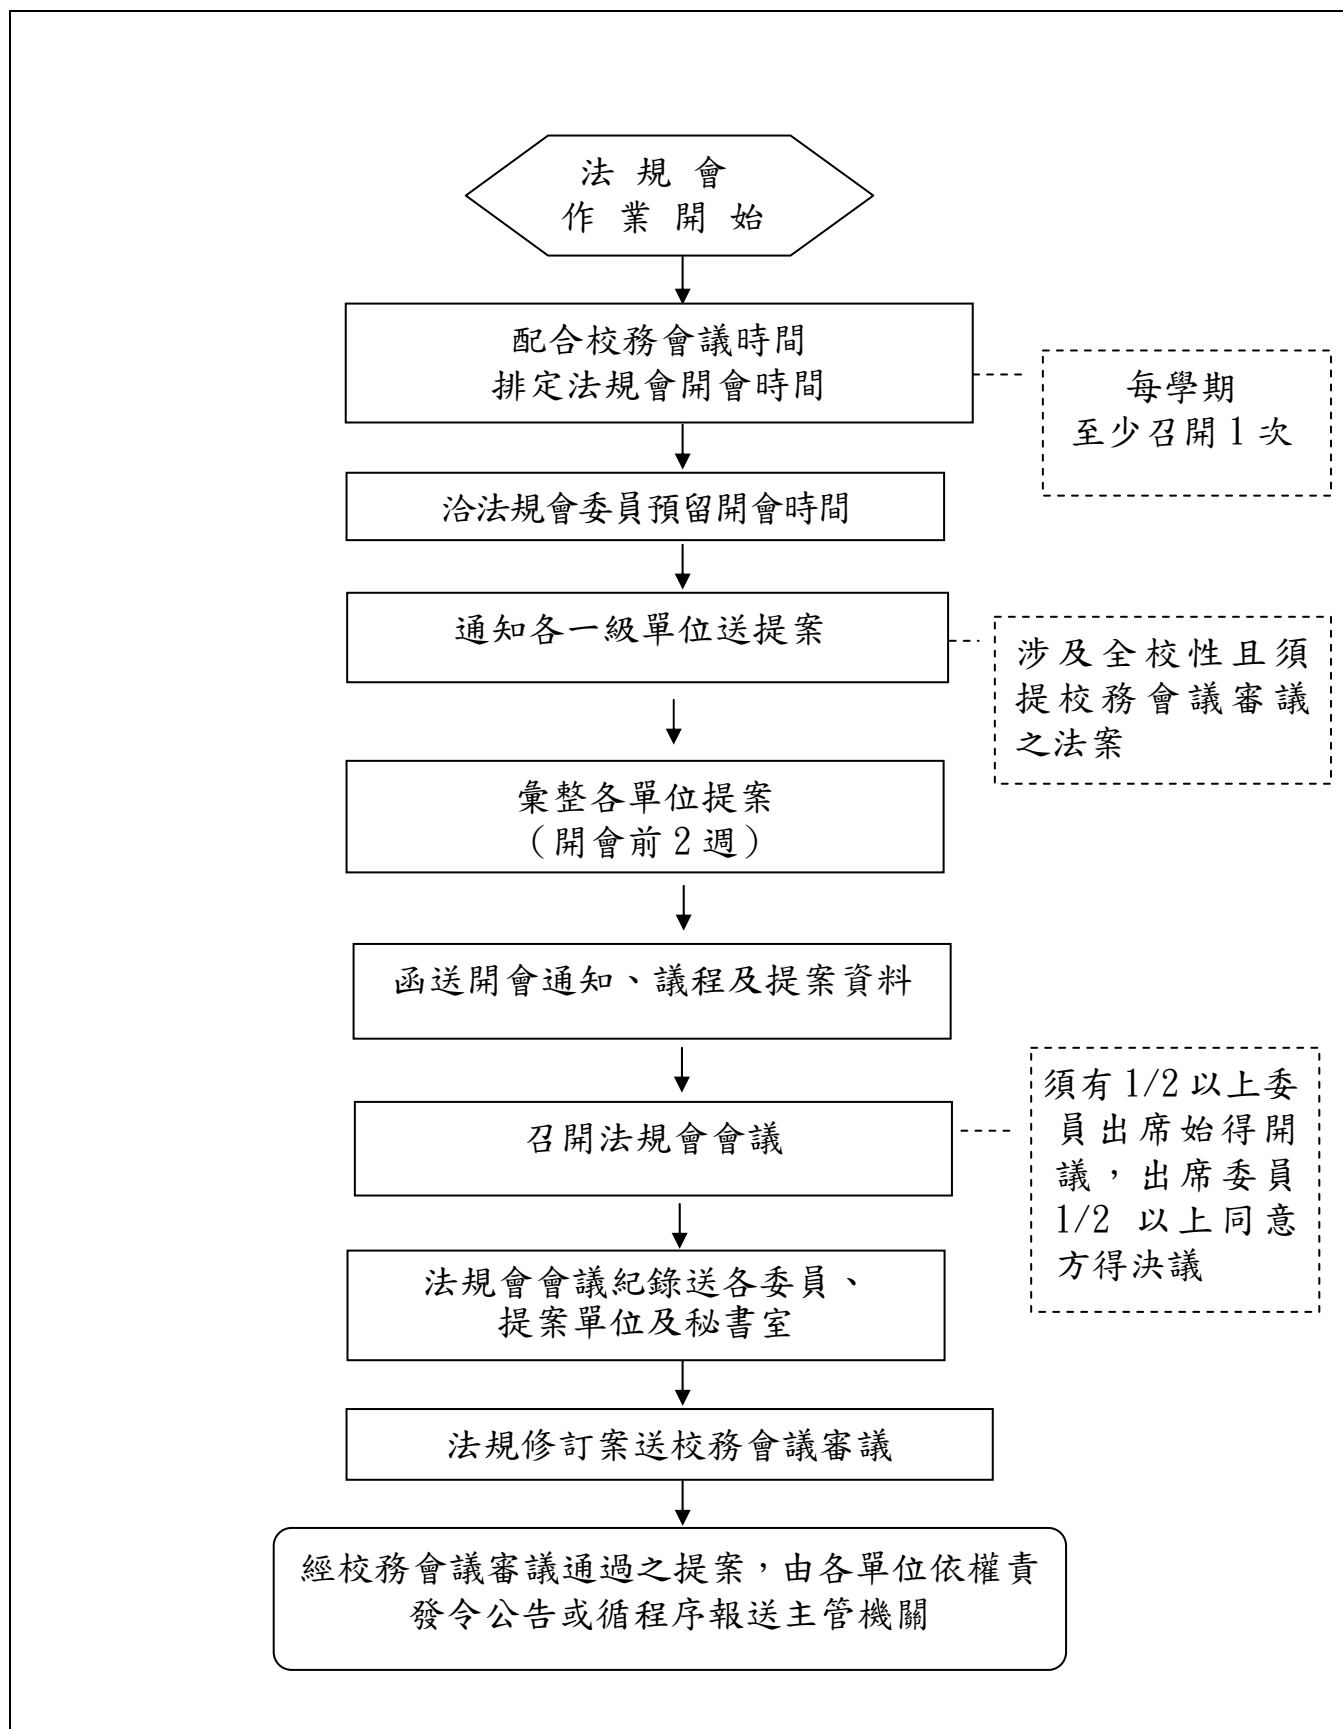 法規會
作業開始
配合校務會議時間
排定法規會開會時間
每學期
至少召開1次
洽法規會委員預留開會時間
通知各一級單位送提案
涉及全校性且須
提校務會議審議
之法案
彙整各單位提案
(開會前2週)
函送開會通知、議程及提案資料
召開法規會會議
須有1/2以上委
員出席始得開
議，出席委員
1/2 以上同意
方得決議
法規會會議紀錄送各委員、
提案單位及秘書室
法規修訂案送校務會議審議
經校務會議審議通過之提案，由各單位依權責
發令公告或循程序報送主管機關